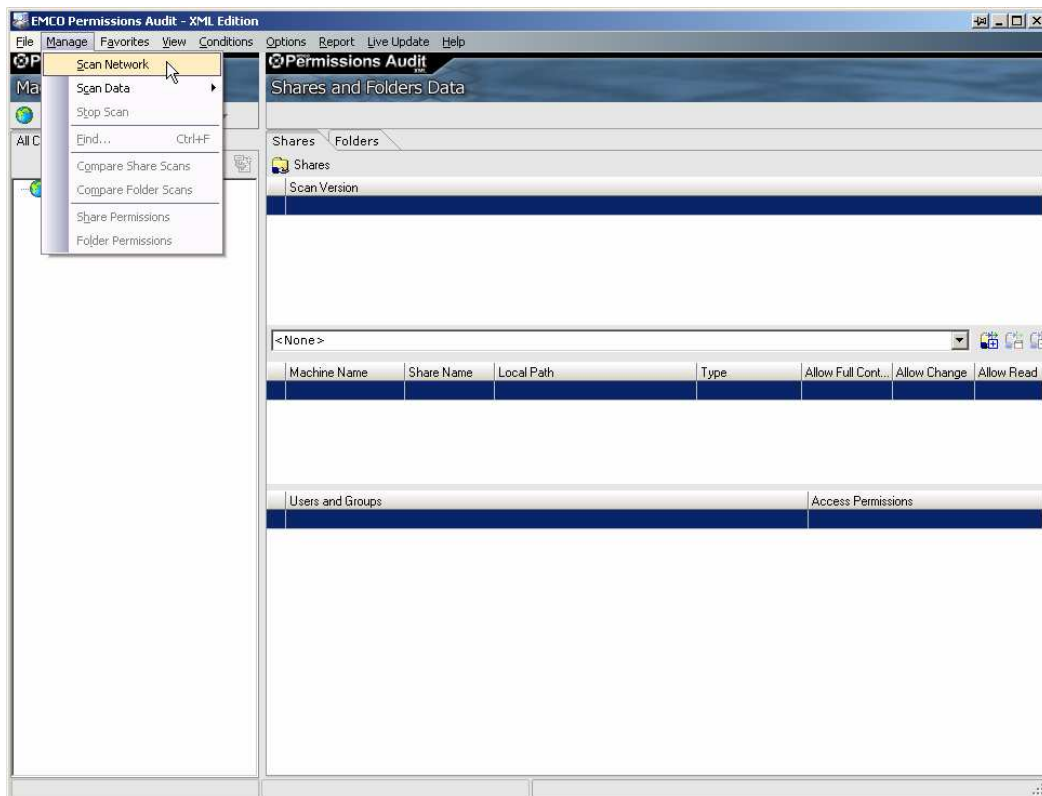 EMCO Permissions Audit - XML Edition
File Manage Favorites View Conditions Options Report Live Update Help
Scan Network
Scan Data
Stop Scan
Find... Ctrl+F
Compare Share Scans
Compare Folder Scans
Share Permissions
Folder Permissions
P
Ma
All C
Permissions Audit
XML
Shares and Folders Data
Shares Folders
Shares
Scan Version
<None>
Machine Name Share Name Local Path Type Allow Full Cont... Allow Change Allow Read
Users and Groups Access Permissions